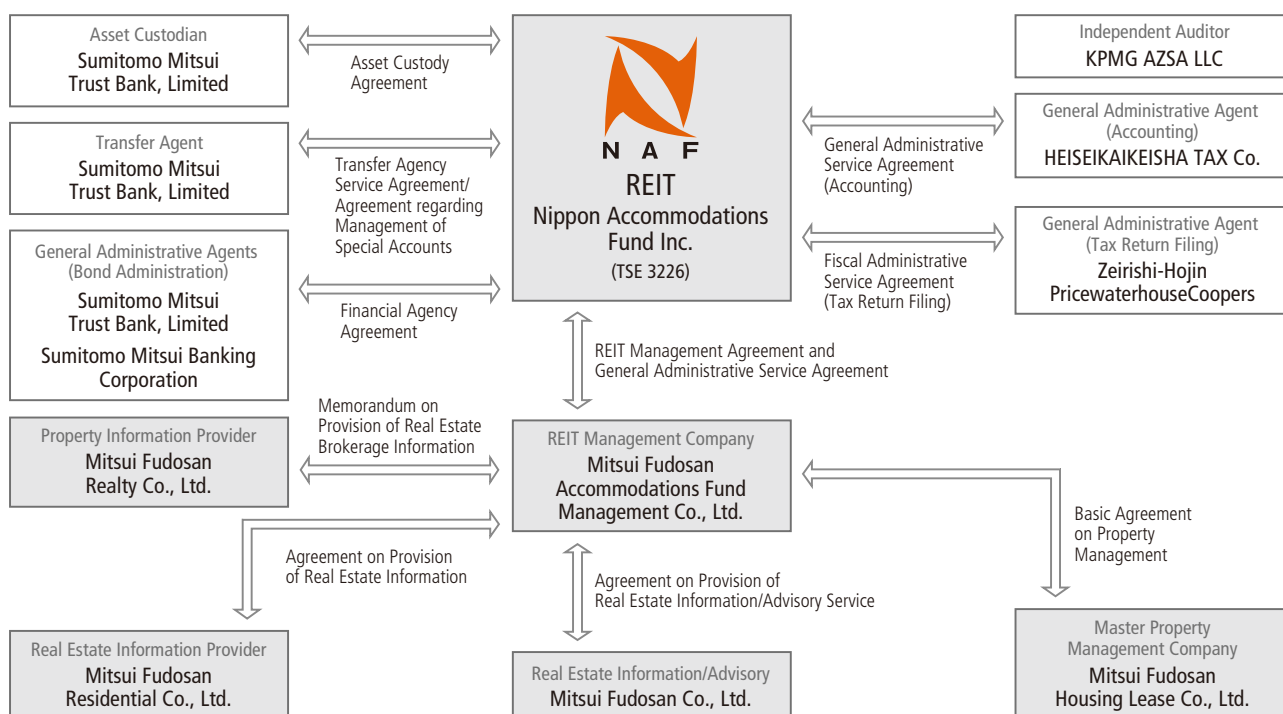 Asset Custodian
Sumitomo Mitsui
Trust Bank, Limited
Asset Custody
Agreement
Transfer Agent
Sumitomo Mitsui
Trust Bank, Limited
Transfer Agency
Service Agreement/
Agreement regarding
Management of
Special Accounts
General Administrative Agents
(Bond Administration)
Sumitomo Mitsui
Trust Bank, Limited
Sumitomo Mitsui Banking
Corporation
Financial Agency
Agreement
NAF
REIT
Nippon Accommodations
Fund Inc.
(TSE 3226)
Independent Auditor
KPMG AZSA LLC
General Administrative Agent
(Accounting)
HEISEIKAIKEISHA TAX Co.
General Administrative
Service Agreement
(Accounting)
General Administrative Agent
(Tax Return Filing)
Zeirishi-Hojin
PricewaterhouseCoopers
Fiscal Administrative
Service Agreement
(Tax Return Filing)
REIT Management Agreement and
General Administrative Service Agreement
Property Information Provider
Mitsui Fudosan
Realty Co., Ltd.
Memorandum on
Provision of Real Estate
Brokerage Information
REIT Management Company
Mitsui Fudosan
Accommodations Fund
Management Co., Ltd.
Basic Agreement
on Property
Management
Agreement on Provision
of Real Estate Information
Agreement on Provision of
Real Estate Information/Advisory Service
Real Estate Information Provider
Mitsui Fudosan
Residential Co., Ltd.
Real Estate Information/Advisory
Mitsui Fudosan Co., Ltd.
Master Property
Management Company
Mitsui Fudosan
Housing Lease Co., Ltd.